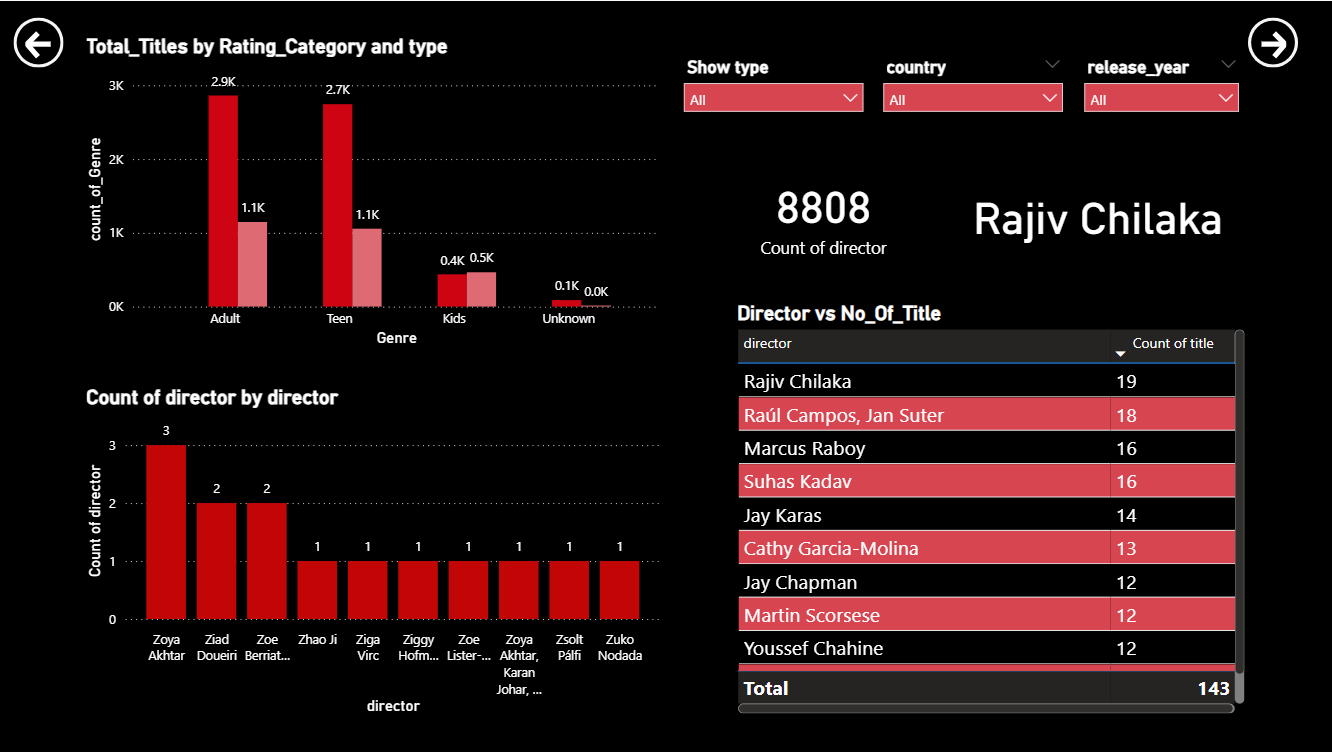 Total_Titles by Rating_Category and type
count_of_Genre
3K
2K
1K
0K
2.9K
1.1K
2.7K
1.1K
0.4K
0.5K
0.1K
0.0K
Adult
Teen
Kids
Unknown
Genre
Show type
country
release_year
All
All
All
8808
Count of director
Rajiv Chilaka
Count of director by director
Count of director
3
2
1
0
3
2
2
1
1
1
1
1
1
1
Zoya
Akhtar
Ziad
Doueiri
Zoe
Berriat...
Zhao Ji
Ziga
Virc
Ziggy
Hofm...
Zoe
Lister-...
Zoya
Akhtar,
Karan
Johar, ...
Zsolt
Pálfi
Zuko
Nodada
director
Director vs No_Of_Title
director Count of title
Rajiv Chilaka 19
Raúl Campos, Jan Suter 18
Marcus Raboy 16
Suhas Kadav 16
Jay Karas 14
Cathy Garcia-Molina 13
Jay Chapman 12
Martin Scorsese 12
Youssef Chahine 12
Total 143